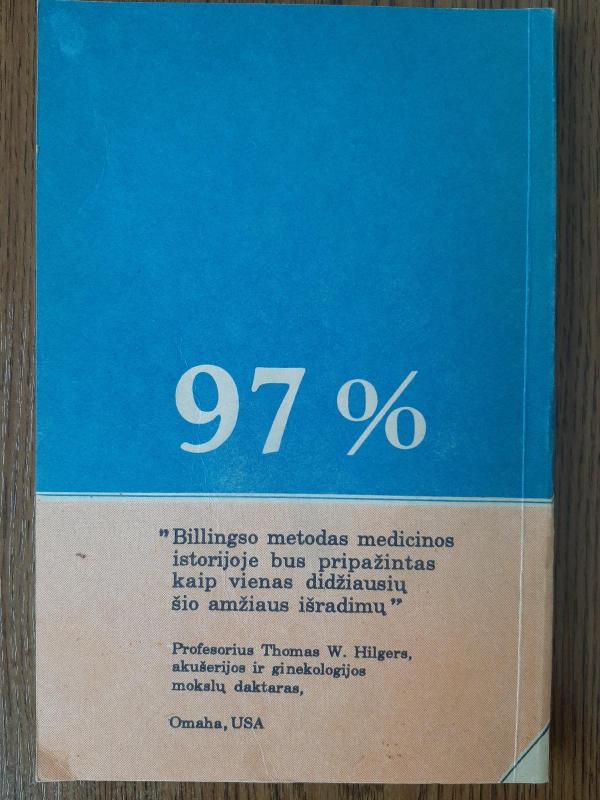 97 %
"Billingso metodas medicinos
istorijoje bus pripažintas
kaip vienas didžiausių
šio amžiaus išradimų"
Profesorius Thomas W. Hilgers,
akušerijos ir ginekologijos
mokslų daktaras,
Omaha, USA